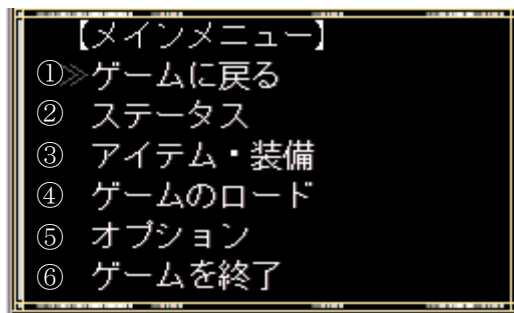 【メインメニュー】
①≫ゲームに戻る
② ステータス
③ アイテム・装備
④ ゲームのロード
⑤ オプション
⑥ ゲームを終了